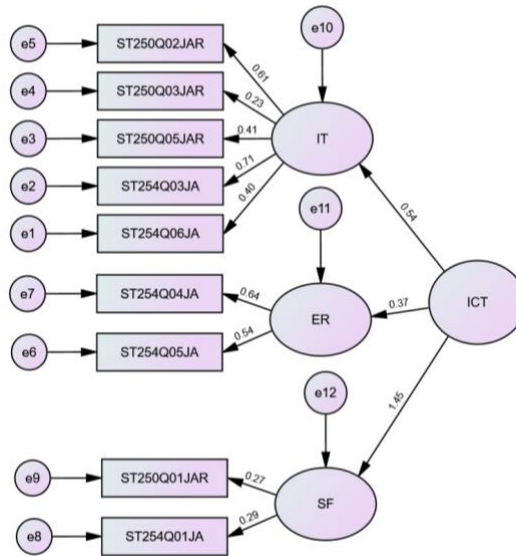 e10
e5
ST250Q02JAR
0.61
e4
ST250Q03JAR
0.23
e3
ST250Q05JAR
0.41
IT
e2
ST254Q03JA
0.71
e1
ST254Q06JA
0.40
0.54
e11
e7
ST254Q04JA
0.64
ER
0.37
ICT
e6
ST254Q05JA
0.54
e12
1.45
e9
ST250Q01JAR
0.27
SF
e8
ST254Q01JA
0.29